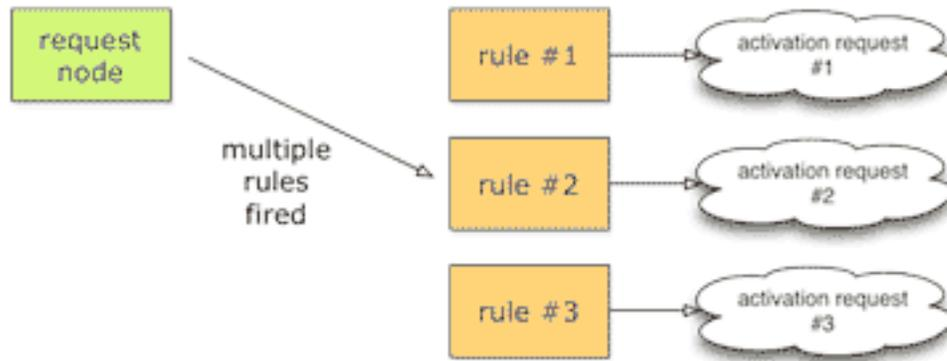 request
node
multiple
rules
fired
rule #1
activation request
#1
rule #2
activation request
#2
rule #3
activation request
#3